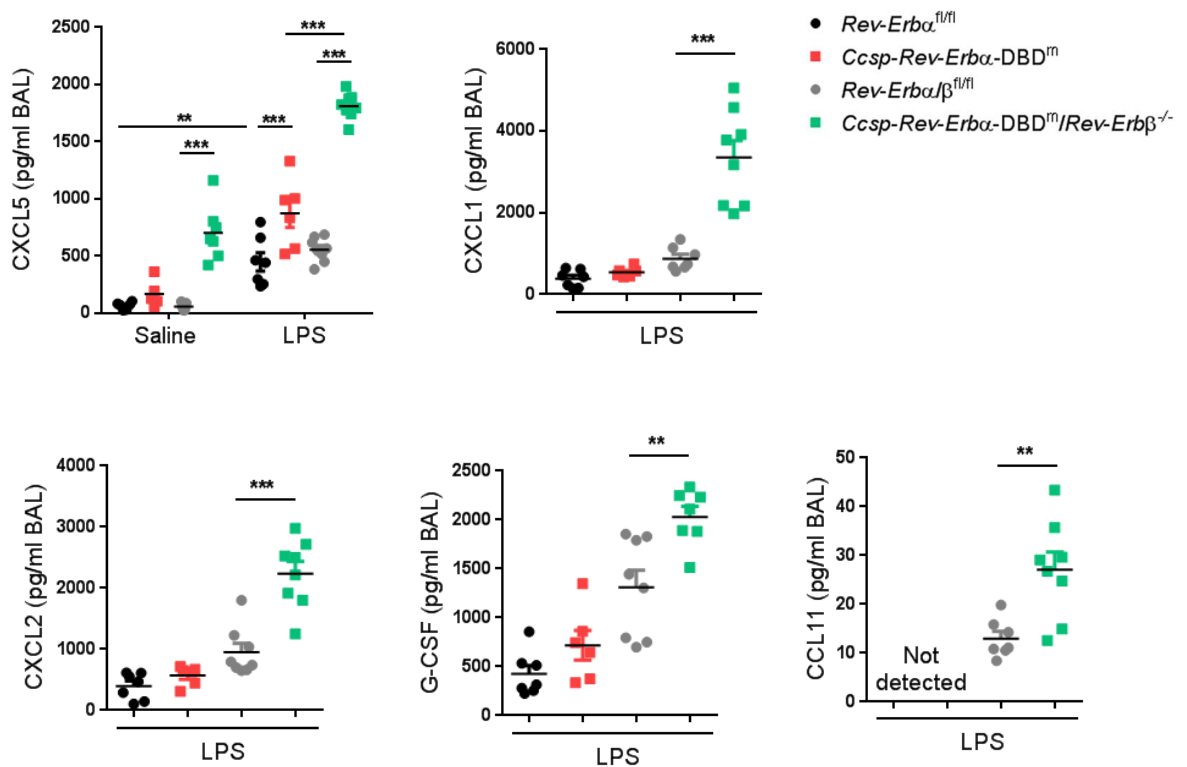 CXCL5 (pg/ml BAL)
2500
2000
1500
1000
500
0
**
***
***
***
***
Saline
LPS
CXCL1 (pg/ml BAL)
6000
4000
2000
0
***
LPS
Rev-Erbα^fl/fl
Ccsp-Rev-Erbα-DBD^m
Rev-Erbα/β^fl/fl
Ccsp-Rev-Erbα-DBD^m/Rev-Erbβ^-/-
CXCL2 (pg/ml BAL)
4000
3000
2000
1000
0
***
LPS
G-CSF (pg/ml BAL)
2500
2000
1500
1000
500
0
**
LPS
CCL11 (pg/ml BAL)
50
40
30
20
10
0
**
Not
detected
LPS